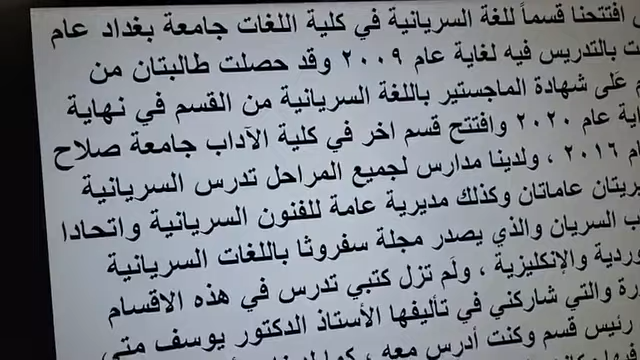 افتتحنا قسماً للغة السريانية في كلية اللغات جامعة بغداد عام
بالتدريس فيه لغاية عام ٢٠٠٩ وقد حصلت طالبتان من
على شهادة الماجستير باللغة السريانية من القسم في نهاية
عام ٢٠٢٠ وافتتح قسم اخر في كلية الآداب جامعة صلاح
٢٠١٦ ، ولدينا مدارس لجميع المراحل تدرس السريانية
عاماتان وكذلك مديرية عامة للفنون السريانية واتحادا
السريان والذي يصدر مجلة سفروثا باللغات السريانية
والإنكليزية ، ولم تزل كتبي تدرس في هذه الاقسام
والتي شاركني في تأليفها الأستاذ الدكتور يوسف متي
رئيس قسم وكنت أدرس معه ،